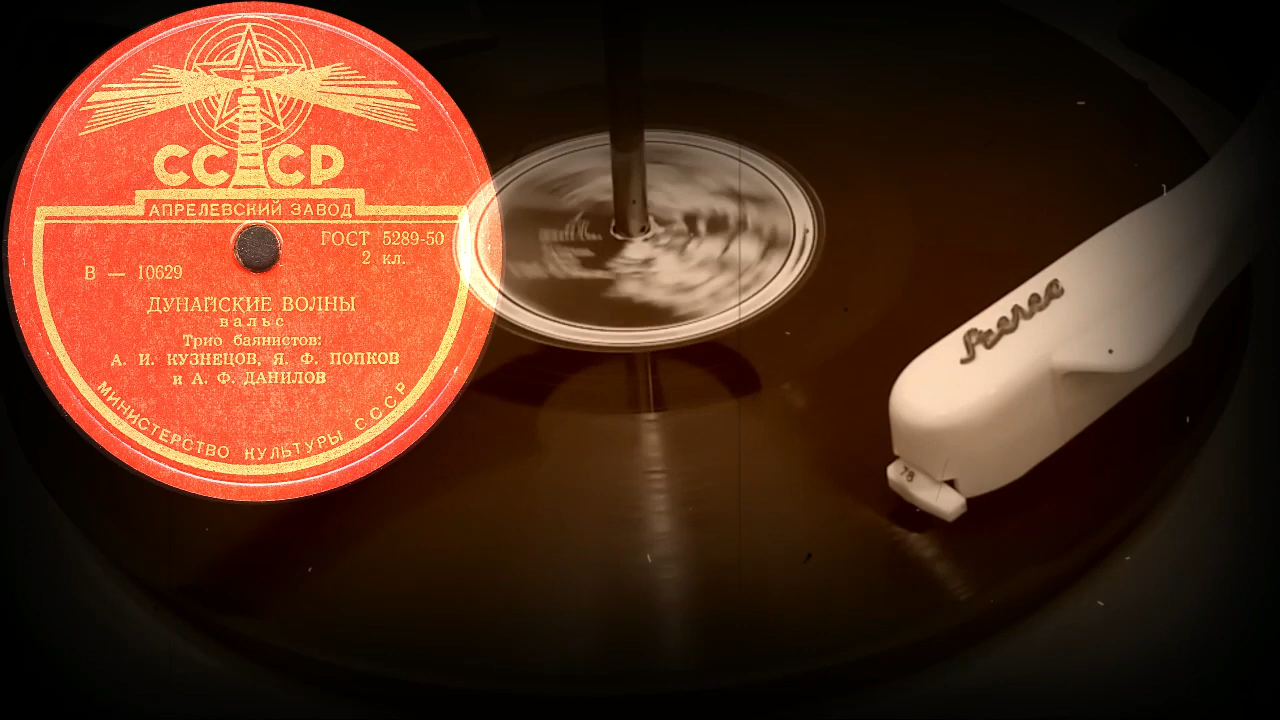 СССР
АПРЕЛЕВСКИЙ ЗАВОД
ГОСТ 5289-50
2 кл.
В — 10629
ДУНАЙСКИЕ ВОЛНЫ
вальс
Трио баянистов:
А. И. КУЗНЕЦОВ, Я. Ф. ПОПКОВ
и А. Ф. ДАНИЛОВ
МИНИСТЕРСТВО КУЛЬТУРЫ СССР
78